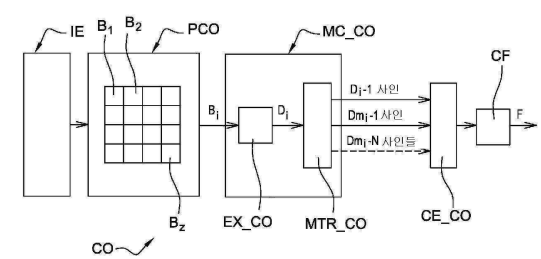 IE
PCO
MC_CO
CF
B1 B2
Bi
Di
Di-1 사인
Dmi-1사인
Dmi-N 사인들
F
Bz
EX_CO
MTR_CO
CE_CO
CO